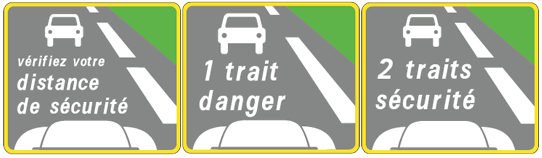 vérifiez votre
distance
de sécurité
1 trait
danger
2 traits
sécurité